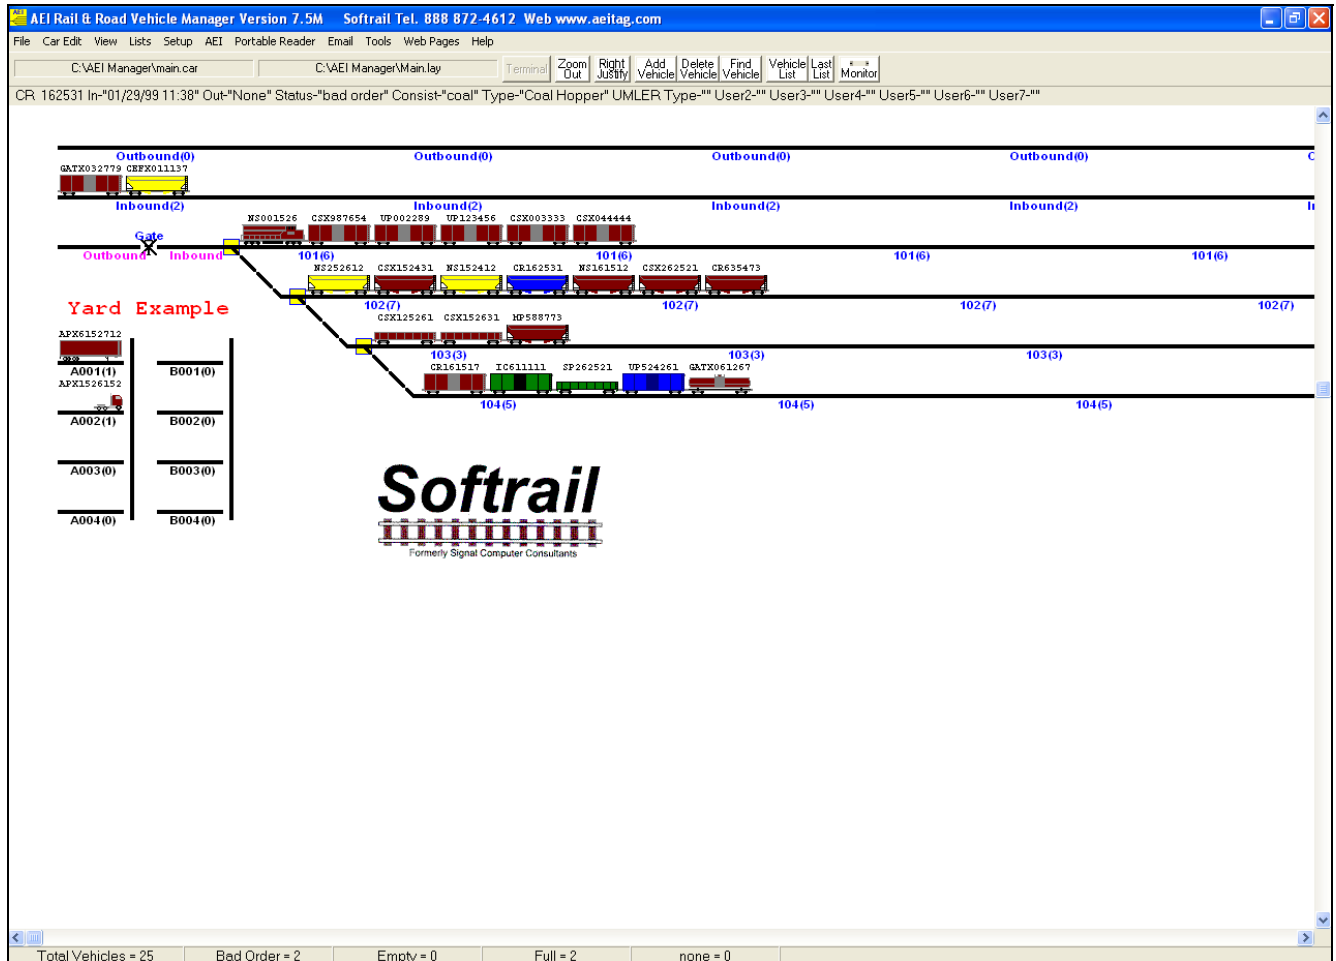 AEI Rail & Road Vehicle Manager Version 7.5M Softrail Tel. 888 872-4612 Web www.aeitag.com
File Car Edit View Lists Setup AEI Portable Reader Email Tools Web Pages Help
C:\AEI Manager\main.car C:\AEI Manager\Main.lay Terminal Zoom Out Right Justify Add Vehicle Delete Vehicle Find Vehicle Vehicle List Last List Monitor
CR 162531 In-"01/29/99 11:38" Out-"None" Status-"bad order" Consist-"coal" Type-"Coal Hopper" UMLER Type-"" User2-"" User3-"" User4-"" User5-"" User6-"" User7-""
Outbound(0) Outbound(0) Outbound(0) Outbound(0) C
GATX032779 CEFX011137
Inbound(2) Inbound(2) Inbound(2) Inbound(2) In
NS001526 CSX987654 UP002289 UP123456 CSX003333 CSX044444
Gate
Outbound Inbound 101(6) 101(6) 101(6) 101(6)
NS252612 CSX152431 NS152412 CR162531 NS161512 CSX262521 CR635473
102(7) 102(7) 102(7) 102(7)
Yard Example
CSX125261 CSX152631 HP588773
103(3) 103(3) 103(3)
APX6152712
A001(1) B001(0)
CR161517 IC611111 SP262521 UP524261 GATX061267
APX1526152
104(5) 104(5) 104(5)
A002(1) B002(0)
A003(0) B003(0)
A004(0) B004(0)
Softrail
Formerly Signal Computer Consultants
Total Vehicles = 25 Bad Order = 2 Empty = 0 Full = 2 none = 0